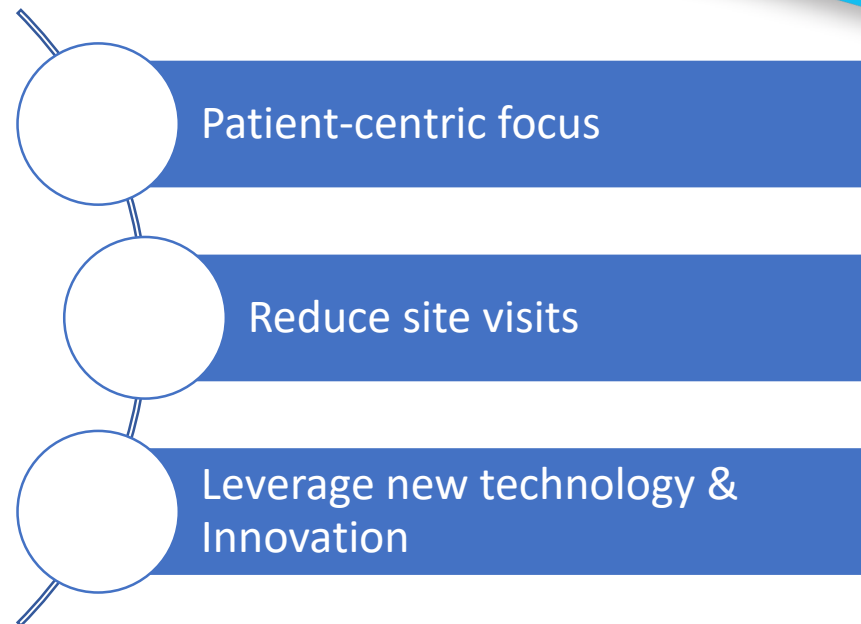 Patient-centric focus
Reduce site visits
Leverage new technology &
Innovation